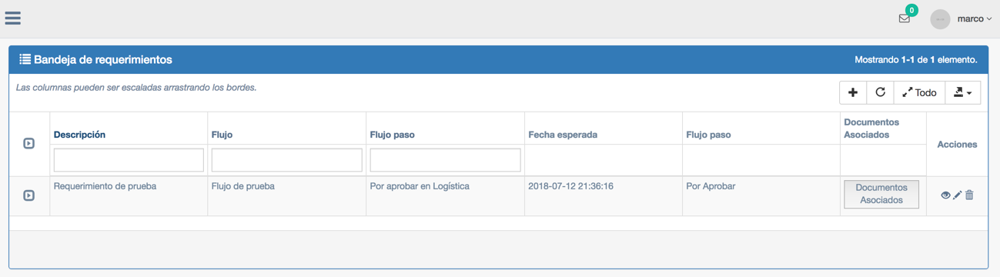 0
marco
Bandeja de requerimientos
Mostrando 1-1 de 1 elemento.
Las columnas pueden ser escaladas arrastrando los bordes.
Todo
Descripción
Flujo
Flujo paso
Fecha esperada
Flujo paso
Documentos
Asociados
Acciones
Requerimiento de prueba
Flujo de prueba
Por aprobar en Logística
2018-07-12 21:36:16
Por Aprobar
Documentos
Asociados